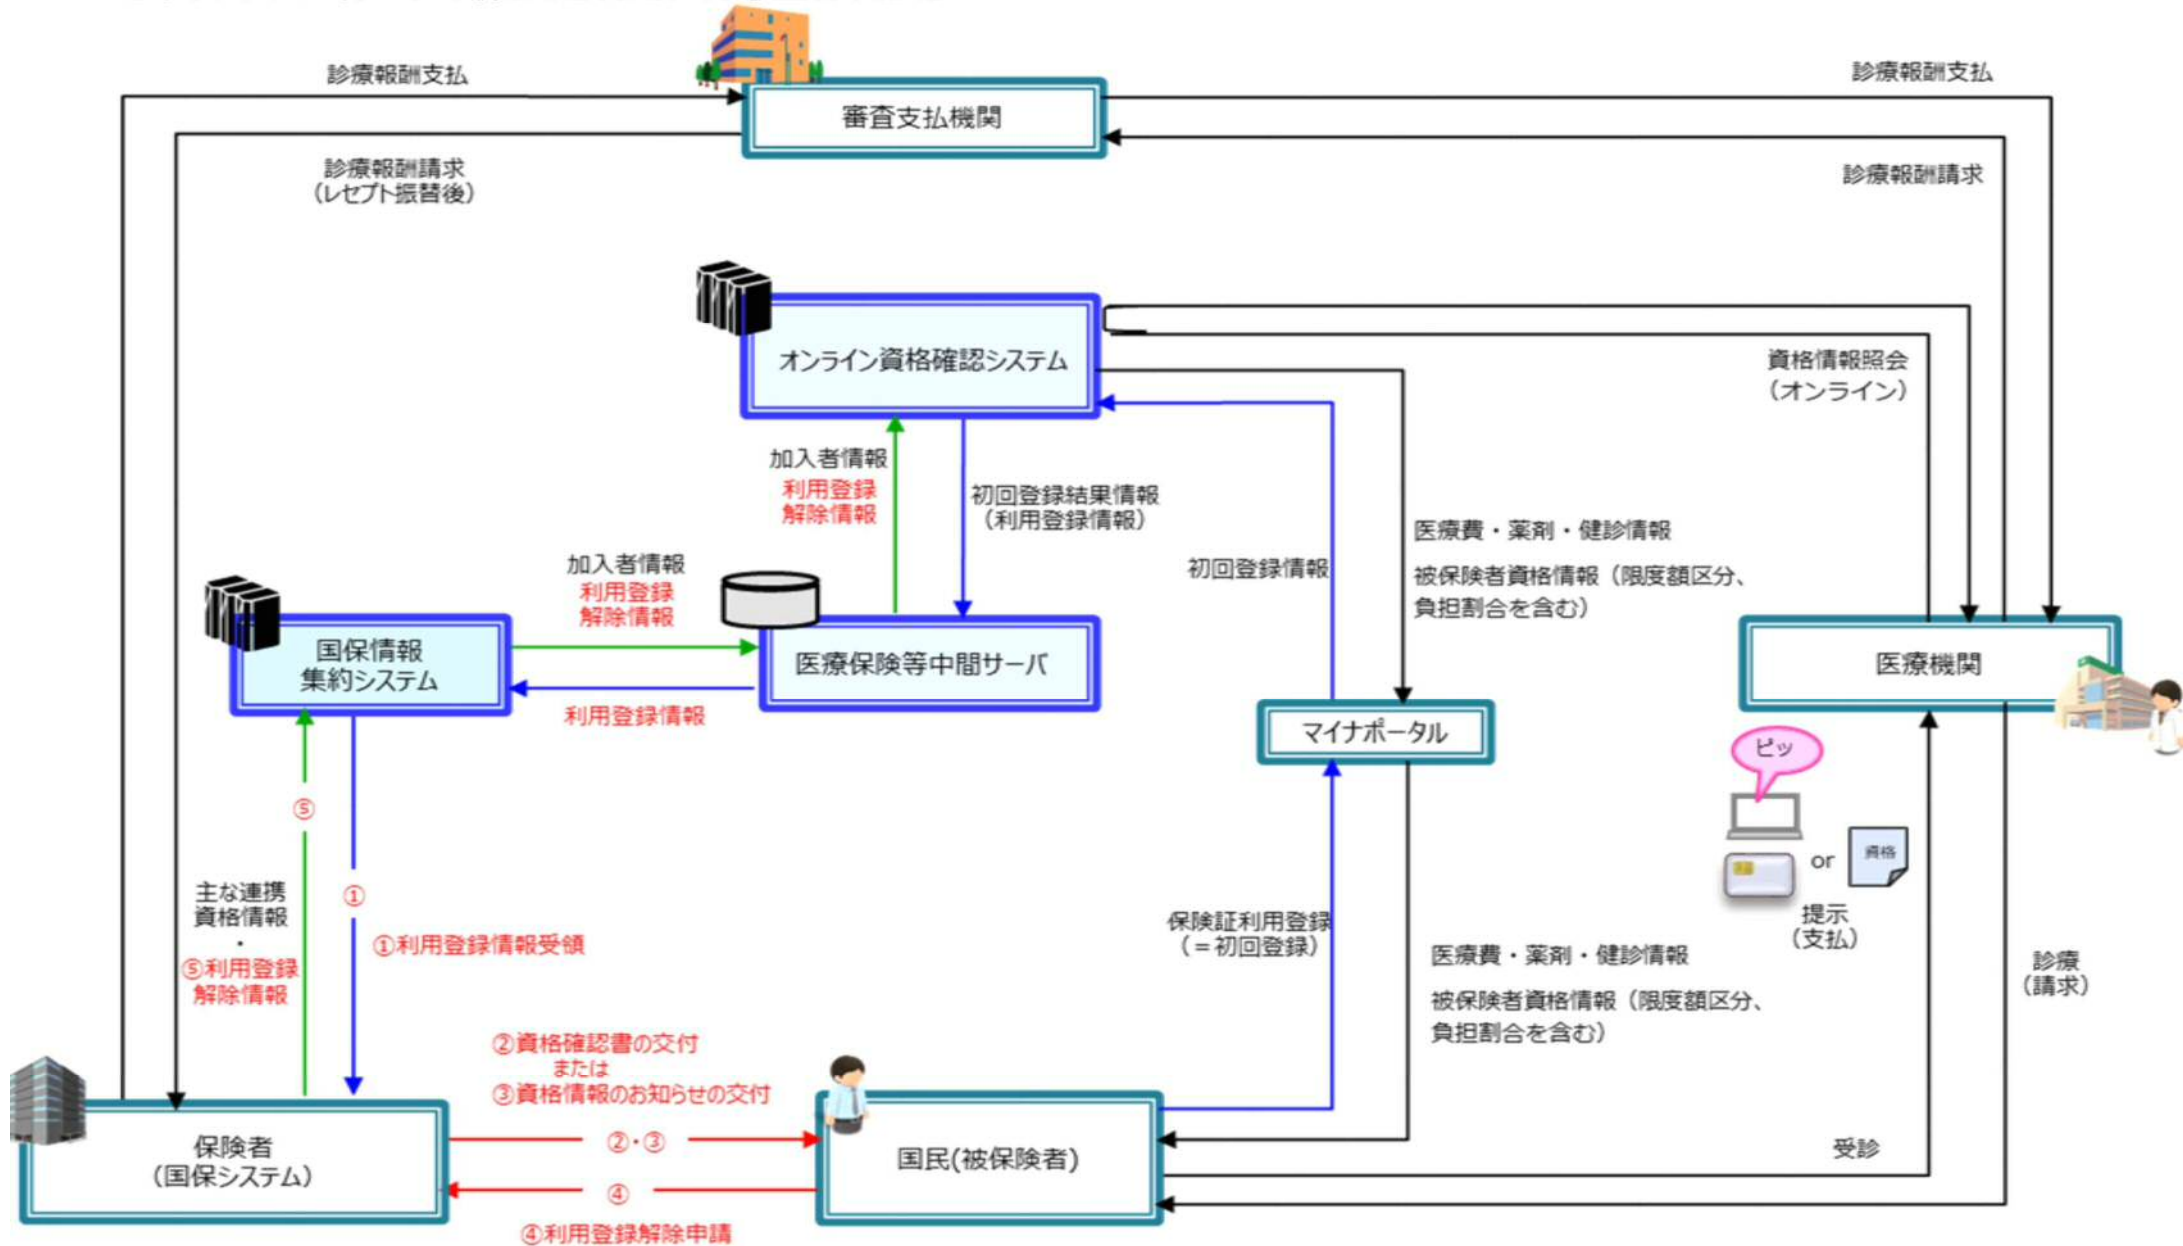 診療報酬支払
審査支払機関
診療報酬支払
診療報酬請求
(レセプト振替後)
診療報酬請求
オンライン資格確認システム
資格情報照会
(オンライン)
加入者情報
利用登録
解除情報
初回登録結果情報
(利用登録情報)
初回登録情報
医療費・薬剤・健診情報
被保険者資格情報(限度額区分、
負担割合を含む)
加入者情報
利用登録
解除情報
国保情報
集約システム
医療保険等中間サーバ
利用登録情報
マイナポータル
医療機関
ピッ
or
資格
提示
(支払)
診療
(請求)
⑤
①
主な連携
資格情報
・
⑤利用登録
解除情報
①利用登録情報受領
保険証利用登録
(=初回登録)
医療費・薬剤・健診情報
被保険者資格情報(限度額区分、
負担割合を含む)
②資格確認書の交付
または
③資格情報のお知らせの交付
②・③
保険者
(国保システム)
国民(被保険者)
受診
④
④利用登録解除申請